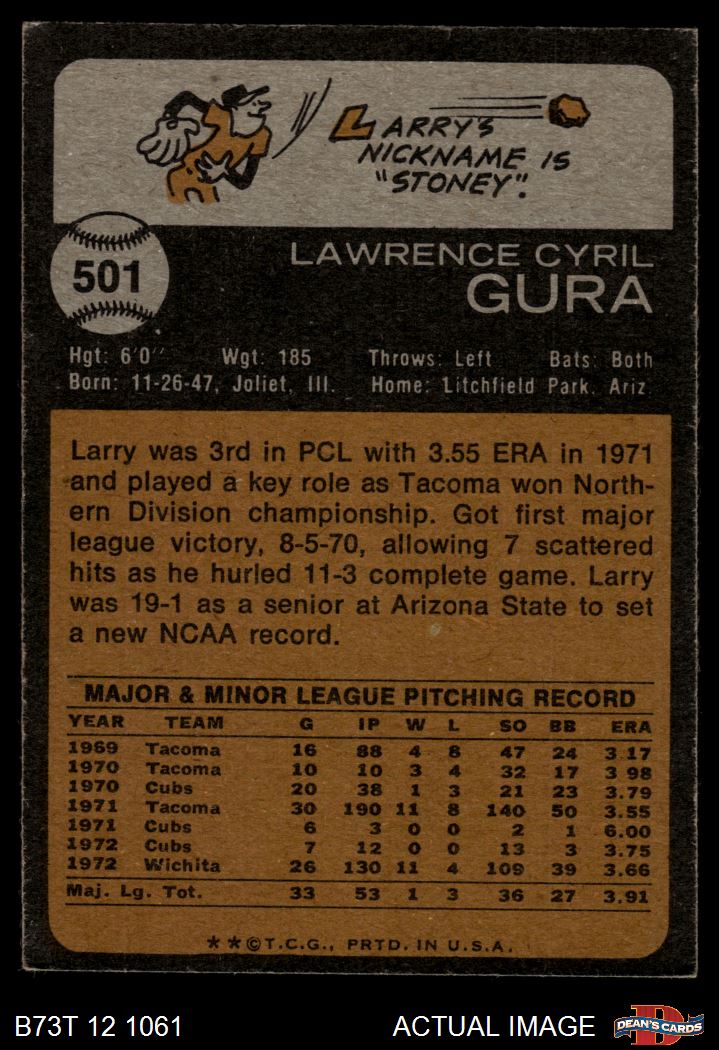 LARRY'S
NICKNAME IS
"STONEY".
501
LAWRENCE CYRIL
GURA
Hgt: 6'0" Wgt: 185 Throws: Left Bats: Both
Born: 11-26-47, Joliet, Ill. Home: Litchfield Park, Ariz.
Larry was 3rd in PCL with 3.55 ERA in 1971
and played a key role as Tacoma won North-
ern Division championship. Got first major
league victory, 8-5-70, allowing 7 scattered
hits as he hurled 11-3 complete game. Larry
was 19-1 as a senior at Arizona State to set
a new NCAA record.
MAJOR & MINOR LEAGUE PITCHING RECORD
YEAR TEAM G IP W L SO BB ERA
1969 Tacoma 16 88 4 8 47 24 3.17
1970 Tacoma 10 10 3 4 32 17 3.98
1970 Cubs 20 38 1 3 21 23 3.79
1971 Tacoma 30 190 11 8 140 50 3.55
1971 Cubs 6 3 0 0 2 1 6.00
1972 Cubs 7 12 0 0 13 3 3.75
1972 Wichita 26 130 11 4 109 39 3.66
Maj. Lg. Tot. 33 53 1 3 36 27 3.91
**©T.C.G., PRTD. IN U.S.A.
B73T 12 1061 ACTUAL IMAGE DEAN'S CARDS